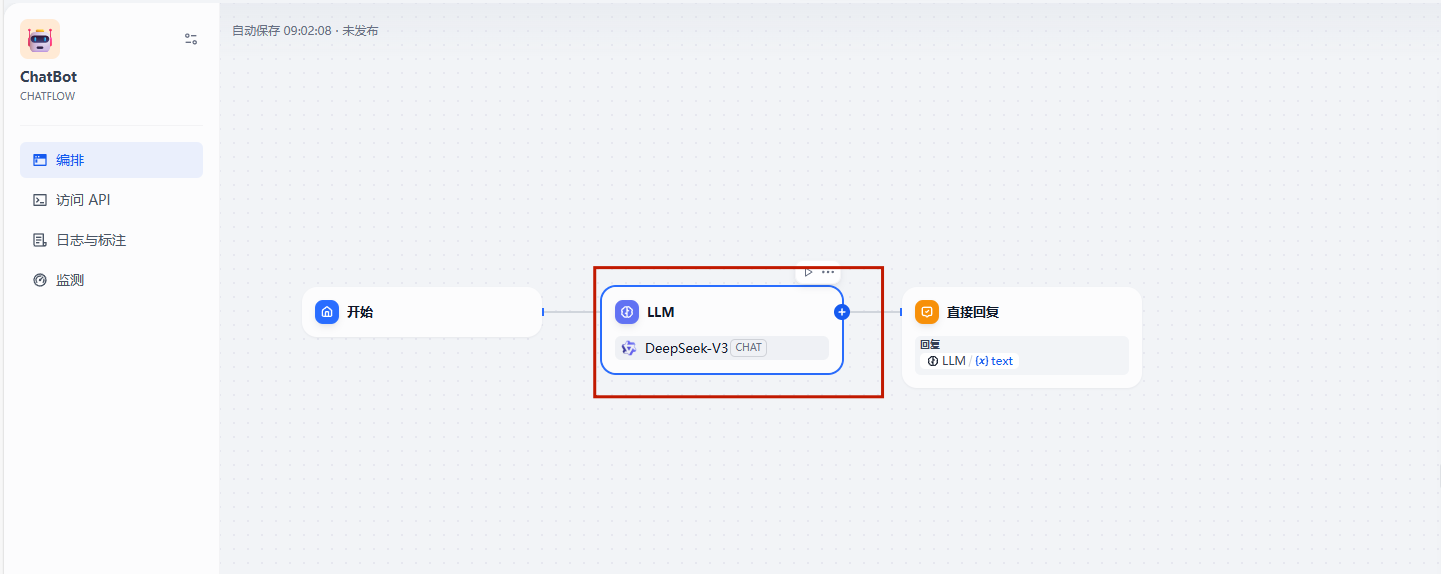 自动保存 09:02:08 · 未发布
ChatBot
CHATFLOW
编排
访问 API
日志与标注
监测
开始
LLM
DeepSeek-V3 CHAT
直接回复
回复
LLM / {x} text